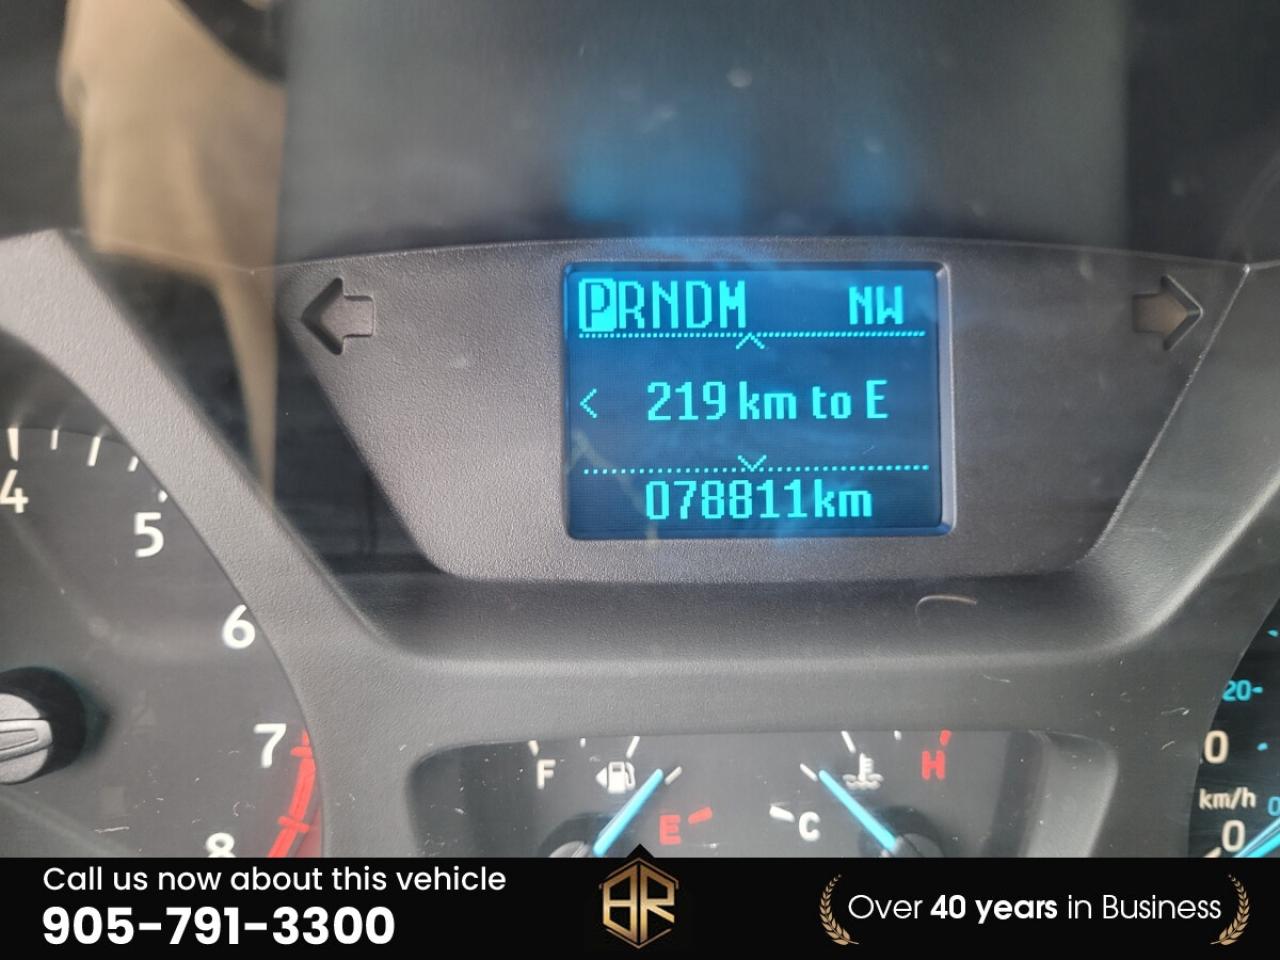 PRNDM NW
219 km to E
078811km
4
5
6
7
8
F
E
C
H
20
0
km/h
0
0
Call us now about this vehicle
905-791-3300
BR
Over 40 years in Business